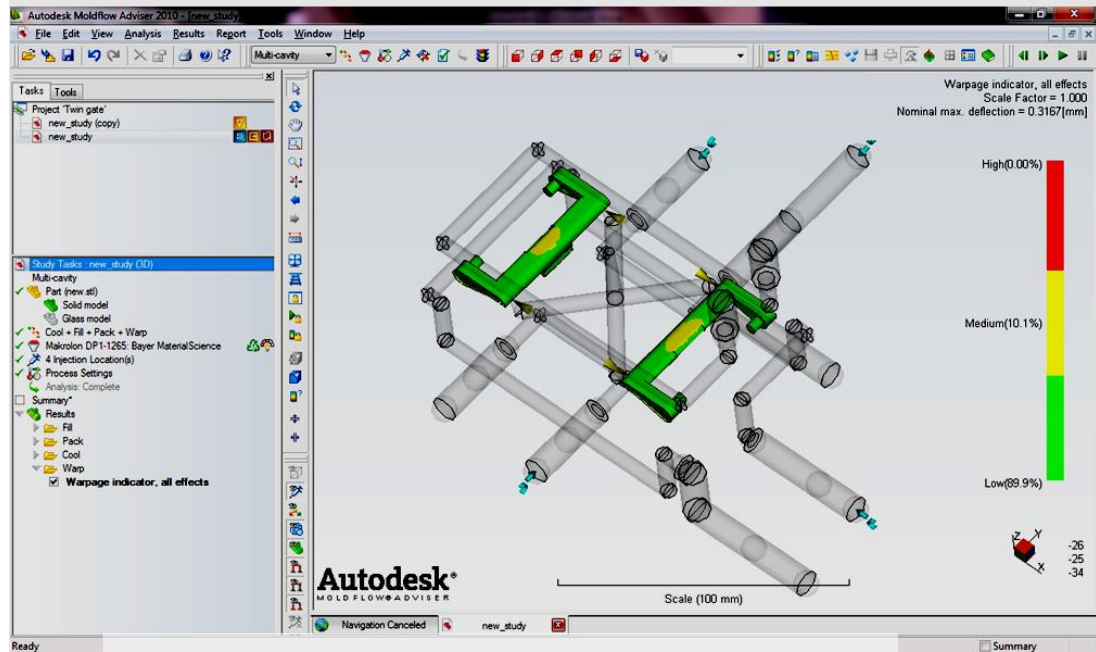 Autodesk Moldflow Adviser 2010 - [new_study]
File Edit View Analysis Results Report Tools Window Help
Multi-cavity
Tasks Tools
Project 'Twin gate'
new_study (copy)
new_study
Study Tasks : new_study (3D)
Multi-cavity
Part (new.stl)
Solid model
Glass model
Cool + Fill + Pack + Warp
Makrolon DP1-1265: Bayer MaterialScience
4 Injection Location(s)
Process Settings
Analysis: Complete
Summary*
Results
Fill
Pack
Cool
Warp
Warpage indicator, all effects
Warpage indicator, all effects
Scale Factor = 1.000
Nominal max. deflection = 0.3167[mm]
High(0.00%)
Medium(10.1%)
Low(89.9%)
Z Y
X
-26
-25
-34
Autodesk®
MOLDFLOW® ADVISER
Scale (100 mm)
Navigation Canceled new_study
Ready Summary